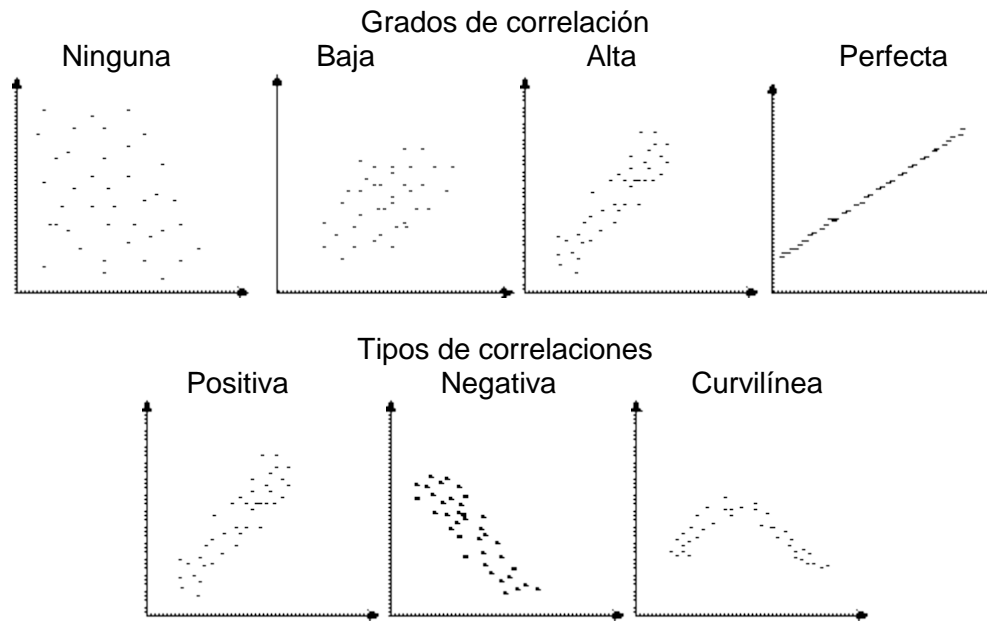 Grados de correlación
Ninguna Baja Alta Perfecta
Tipos de correlaciones
Positiva Negativa Curvilínea